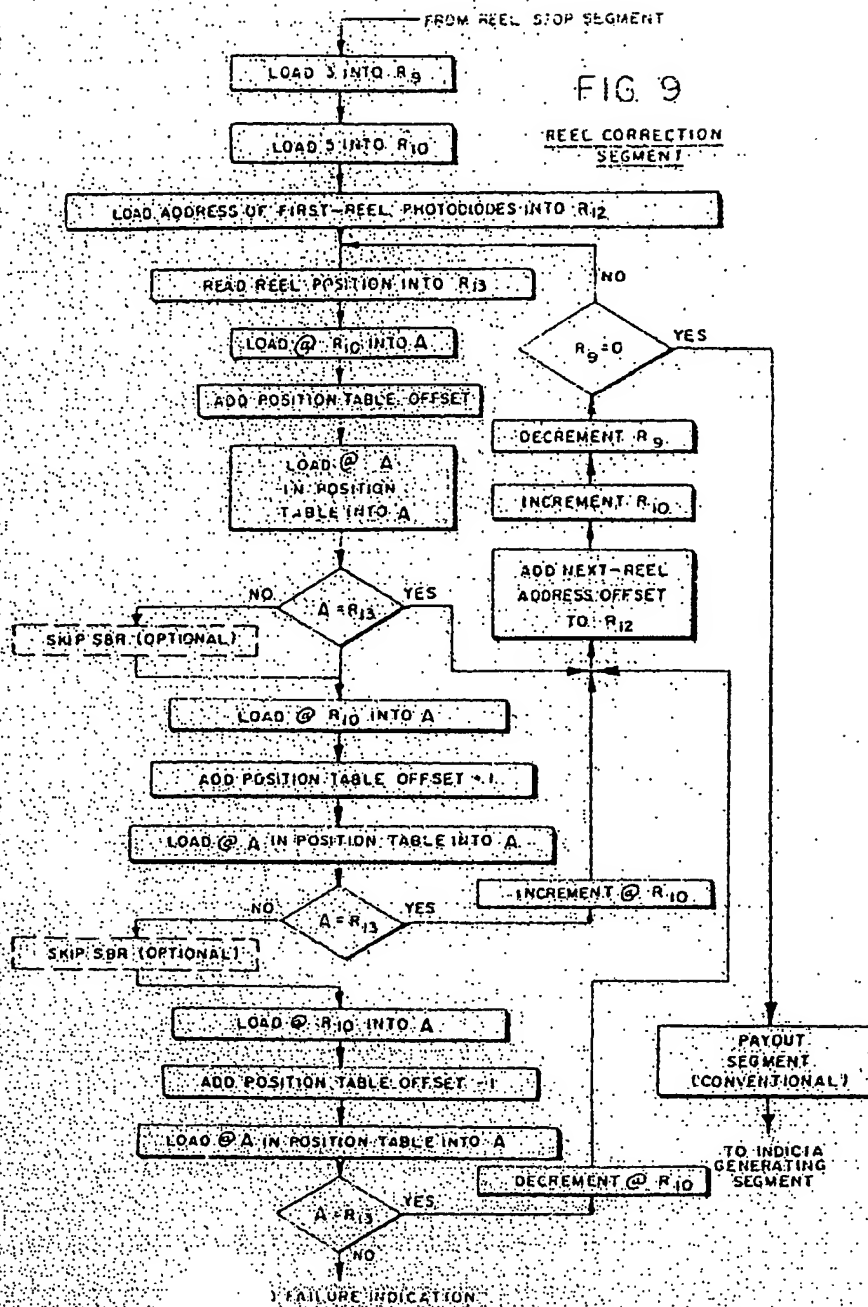 FROM REEL STOP SEGMENT
LOAD 3 INTO R9
FIG. 9
LOAD 5 INTO R10
REEL CORRECTION
SEGMENT
LOAD ADDRESS OF FIRST-REEL PHOTODIODES INTO R12
READ REEL POSITION INTO R13
NO
LOAD @ R10 INTO A
R9=0
YES
ADD POSITION TABLE OFFSET
DECREMENT R9
LOAD @ A
IN POSITION
TABLE INTO A
INCREMENT R10
ADD NEXT-REEL
ADDRESS OFFSET
TO R12
NO
A=R13
YES
SKIP SBR (OPTIONAL)
LOAD @ R10 INTO A
ADD POSITION TABLE OFFSET +1
LOAD @ A IN POSITION TABLE INTO A
INCREMENT @ R10
NO
A=R13
YES
SKIP SBR (OPTIONAL)
LOAD @ R10 INTO A
ADD POSITION TABLE OFFSET -1
PAYOUT
SEGMENT
(CONVENTIONAL)
LOAD @ A IN POSITION TABLE INTO A
TO INDICIA
GENERATING
SEGMENT
DECREMENT @ R10
A=R13
YES
NO
FAILURE INDICATION